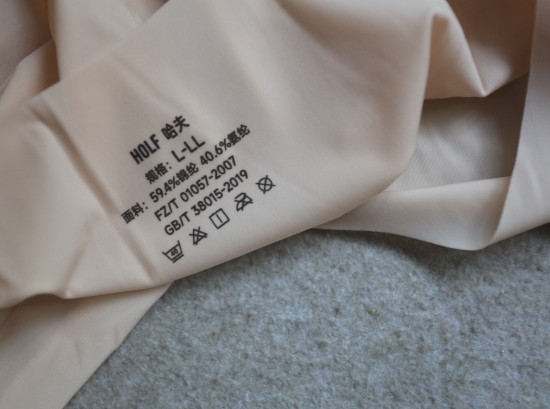 HOLF 哈夫
规格：L-LL
面料：59.4%锦纶 40.6%氨纶
FZ/T 01057-2007
GB/T 38015-2019
40